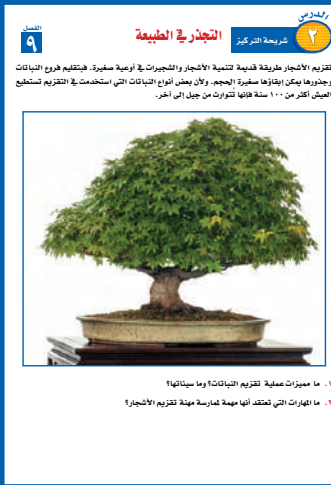 الدرس
٢
شريحة التركيز
التجذر في الطبيعة
الفصل
٩
تقزيم الأشجار طريقة قديمة لتنمية الأشجار والشجيرات في أوعية صغيرة. فبتقليم فروع النباتات
وجذورها يمكن إبقاؤها صغيرة الحجم. ولأن بعض أنواع النباتات التي استخدمت في التقزيم تستطيع
العيش أكثر من ١٠٠ سنة فإنها تُتوارث من جيل إلى آخر.
١. ما مميزات عملية تقزيم النباتات؟ وما سيئاتها؟
٢. ما المهارات التي تعتقد أنها مهمة لممارسة مهنة تقزيم الأشجار؟